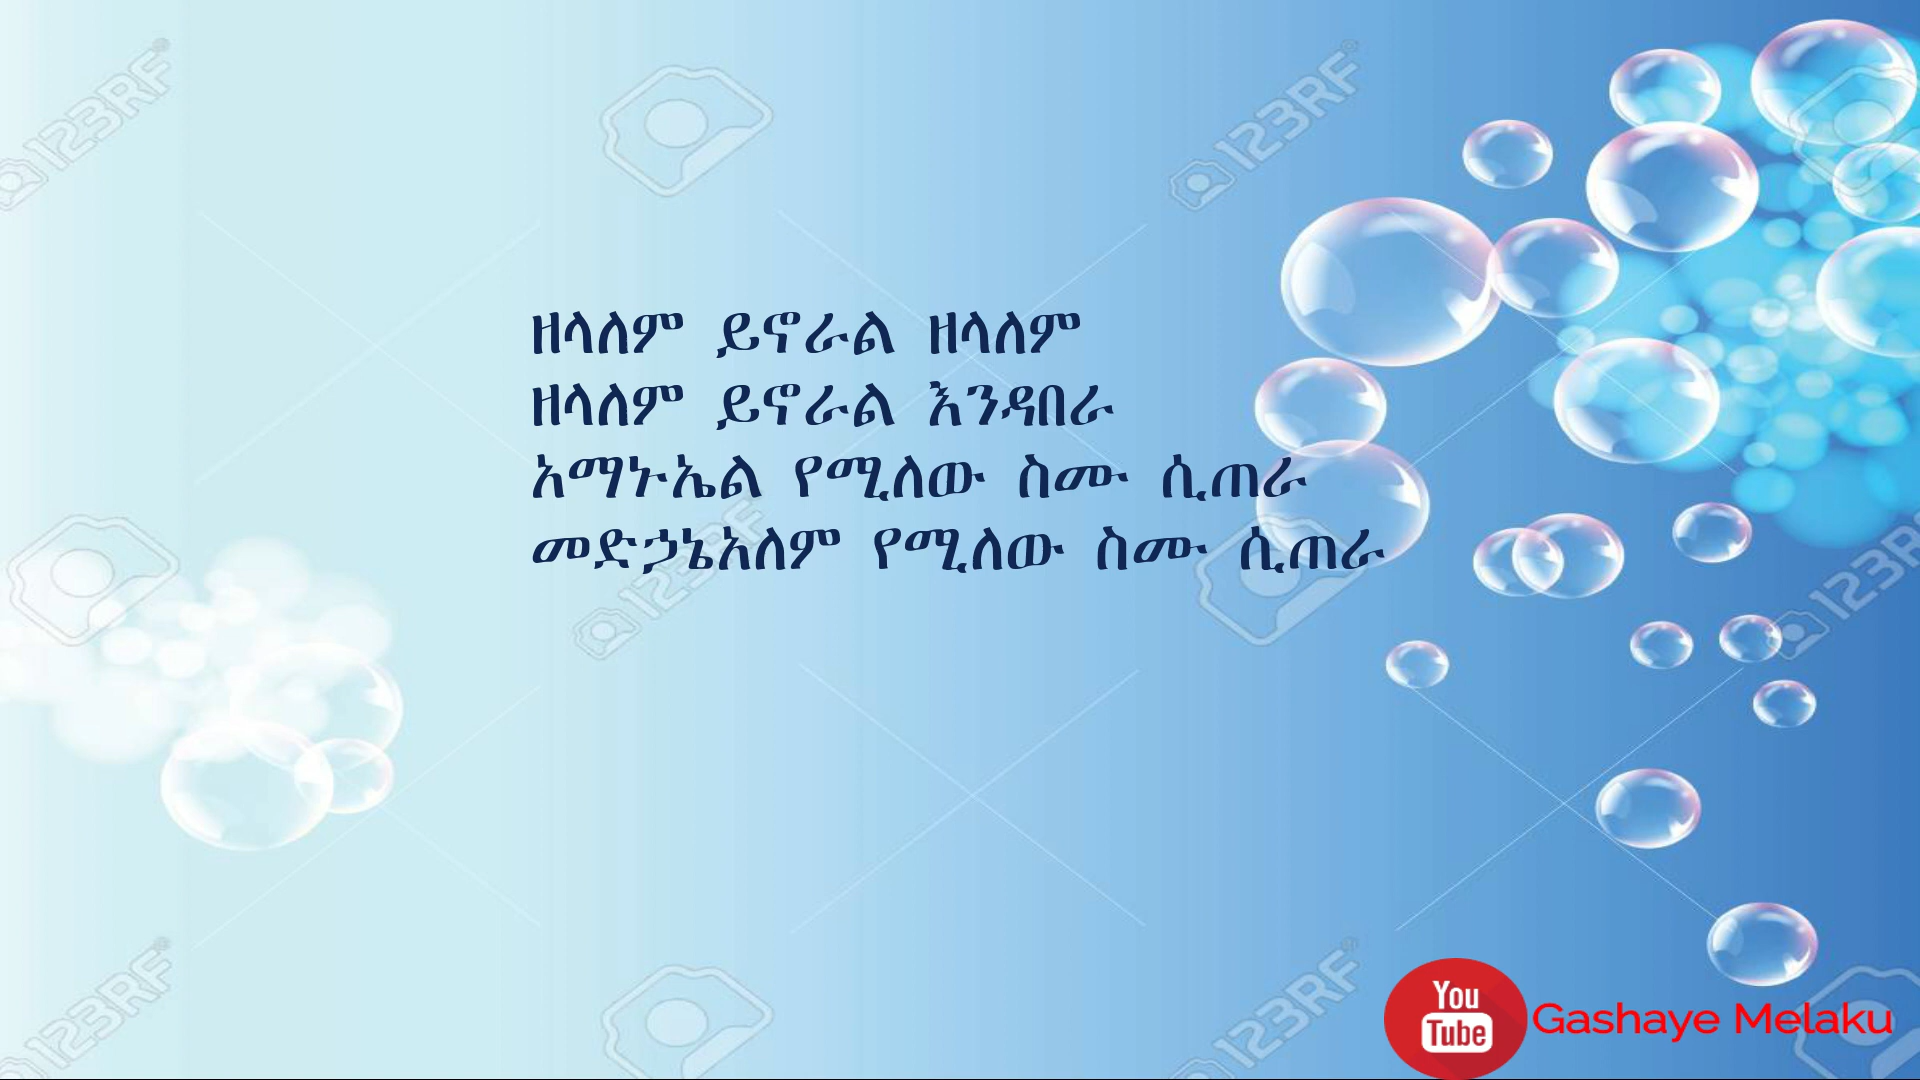 ዘላለም ይኖራል ዘላለም
ዘላለም ይኖራል እንዳበራ
አማኑኤል የሚለው ስሙ ሲጠራ
መድኃኔአለም የሚለው ስሙ ሲጠራ
You
Tube
Gashaye Melaku
123RF
123RF
123RF
123RF
123RF
123RF